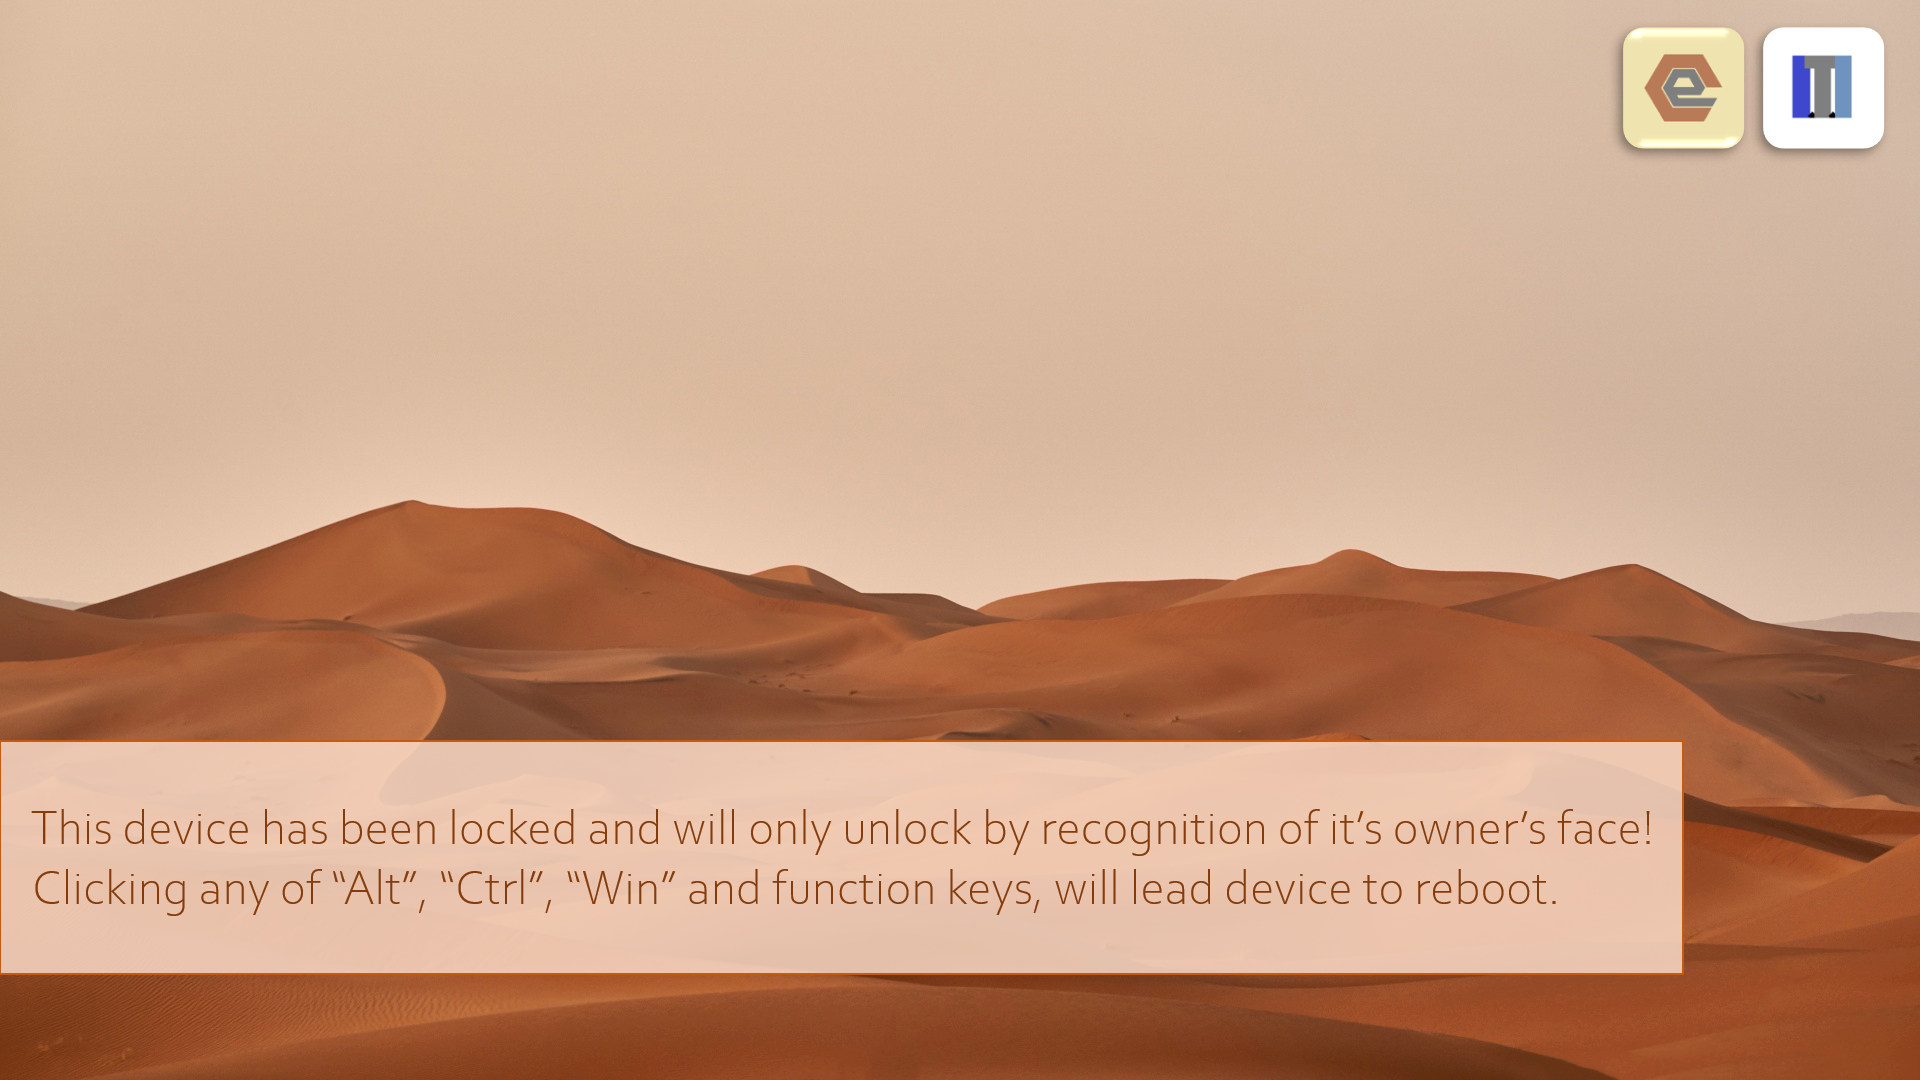 This device has been locked and will only unlock by recognition of it’s owner’s face!
Clicking any of “Alt”, “Ctrl”, “Win” and function keys, will lead device to reboot.